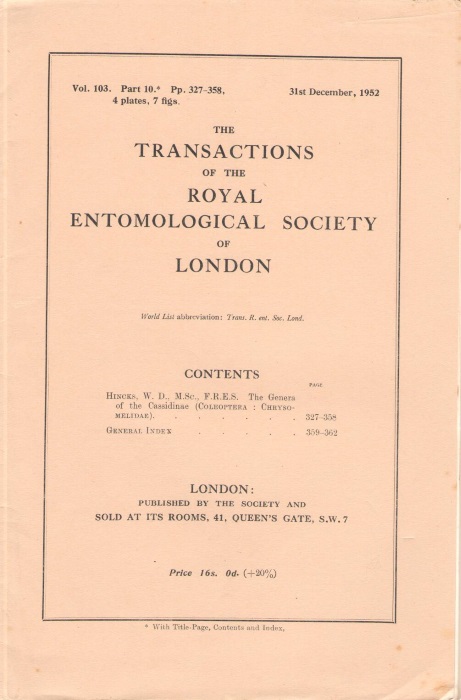 Vol. 103. Part 10.* Pp. 327-358,
4 plates, 7 figs.
31st December, 1952
THE
TRANSACTIONS
OF THE
ROYAL
ENTOMOLOGICAL SOCIETY
OF
LONDON
World List abbreviation: Trans. R. ent. Soc. Lond.
CONTENTS
PAGE
HINCKS, W. D., M.Sc., F.R.E.S. The Genera
of the Cassidinae (COLEOPTERA : CHRYSO-
MELIDAE). . . . . . . 327-358
GENERAL INDEX . . . . . 359-362
LONDON:
PUBLISHED BY THE SOCIETY AND
SOLD AT ITS ROOMS, 41, QUEEN'S GATE, S.W. 7
Price 16s. 0d. (+20%)
* With Title-Page, Contents and Index.